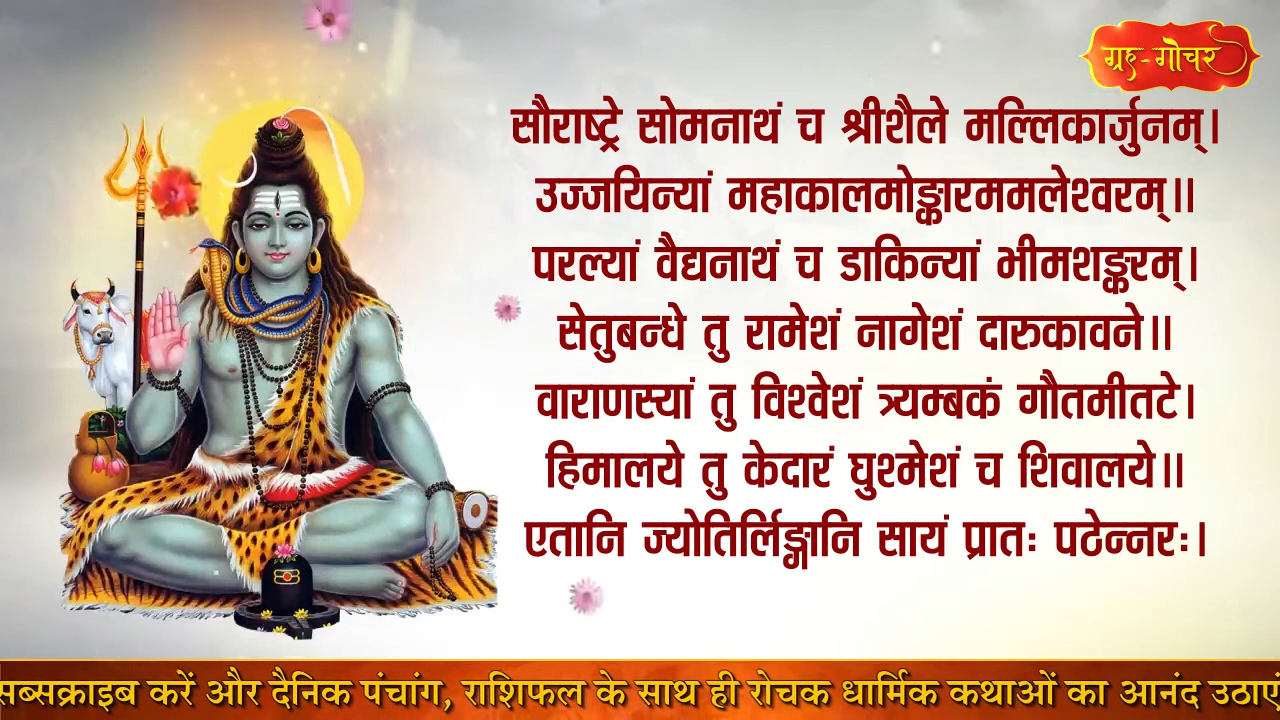 ग्रह-गोचर
सौराष्ट्रे सोमनाथं च श्रीशैले मल्लिकार्जुनम्।
उज्जयिन्यां महाकालमोङ्कारममलेश्वरम्॥
परल्यां वैद्यनाथं च डाकिन्यां भीमशङ्करम्।
सेतुबन्धे तु रामेशं नागेशं दारुकावने॥
वाराणस्यां तु विश्वेशं त्र्यम्बकं गौतमीतटे।
हिमालये तु केदारं घुश्मेशं च शिवालये॥
एतानि ज्योतिर्लिङ्गानि सायं प्रातः पठेन्नरः।
सब्सक्राइब करें और दैनिक पंचांग, राशिफल के साथ ही रोचक धार्मिक कथाओं का आनंद उठाएं